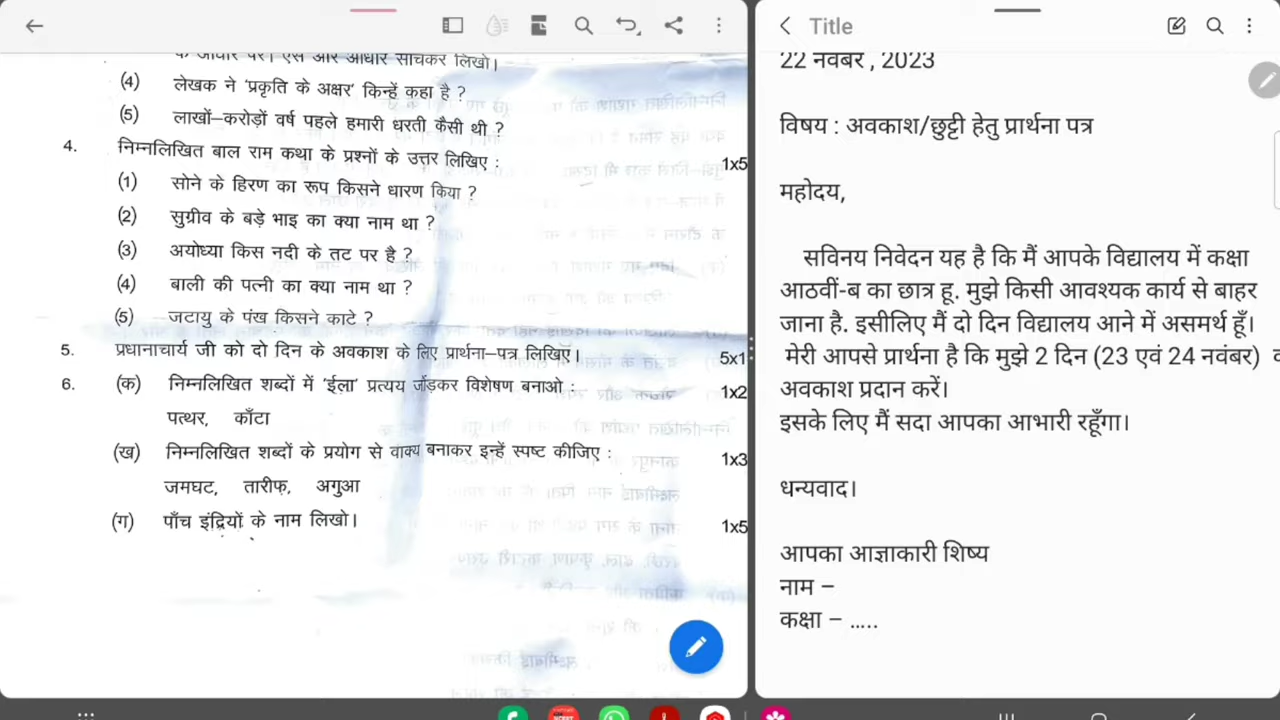 (4) लेखक ने 'प्रकृति के अक्षर' किन्हें कहा है ?
(5) लाखों–करोड़ों वर्ष पहले हमारी धरती कैसी थी ?
4. निम्नलिखित बाल राम कथा के प्रश्नों के उत्तर लिखिए : 1x5
(1) सोने के हिरण का रूप किसने धारण किया ?
(2) सुग्रीव के बड़े भाइ का क्या नाम था ?
(3) अयोध्या किस नदी के तट पर है ?
(4) बाली की पत्नी का क्या नाम था ?
(5) जटायु के पंख किसने काटे ?
5. प्रधानाचार्य जी को दो दिन के अवकाश के लिए प्रार्थना–पत्र लिखिए। 5x1
6. (क) निम्नलिखित शब्दों में 'ईला' प्रत्यय जोड़कर विशेषण बनाओ : 1x2
पत्थर, काँटा
(ख) निम्नलिखित शब्दों के प्रयोग से वाक्य बनाकर इन्हें स्पष्ट कीजिए : 1x3
जमघट, तारीफ, अगुआ
(ग) पाँच इंद्रियों के नाम लिखो। 1x5
Title
22 नवंबर , 2023
विषय : अवकाश/छुट्टी हेतु प्रार्थना पत्र
महोदय,
सविनय निवेदन यह है कि मैं आपके विद्यालय में कक्षा
आठवीं-ब का छात्र हू. मुझे किसी आवश्यक कार्य से बाहर
जाना है. इसीलिए मैं दो दिन विद्यालय आने में असमर्थ हूँ।
मेरी आपसे प्रार्थना है कि मुझे 2 दिन (23 एवं 24 नवंबर)
अवकाश प्रदान करें।
इसके लिए मैं सदा आपका आभारी रहूँगा।
धन्यवाद।
आपका आज्ञाकारी शिष्य
नाम –
कक्षा – .....